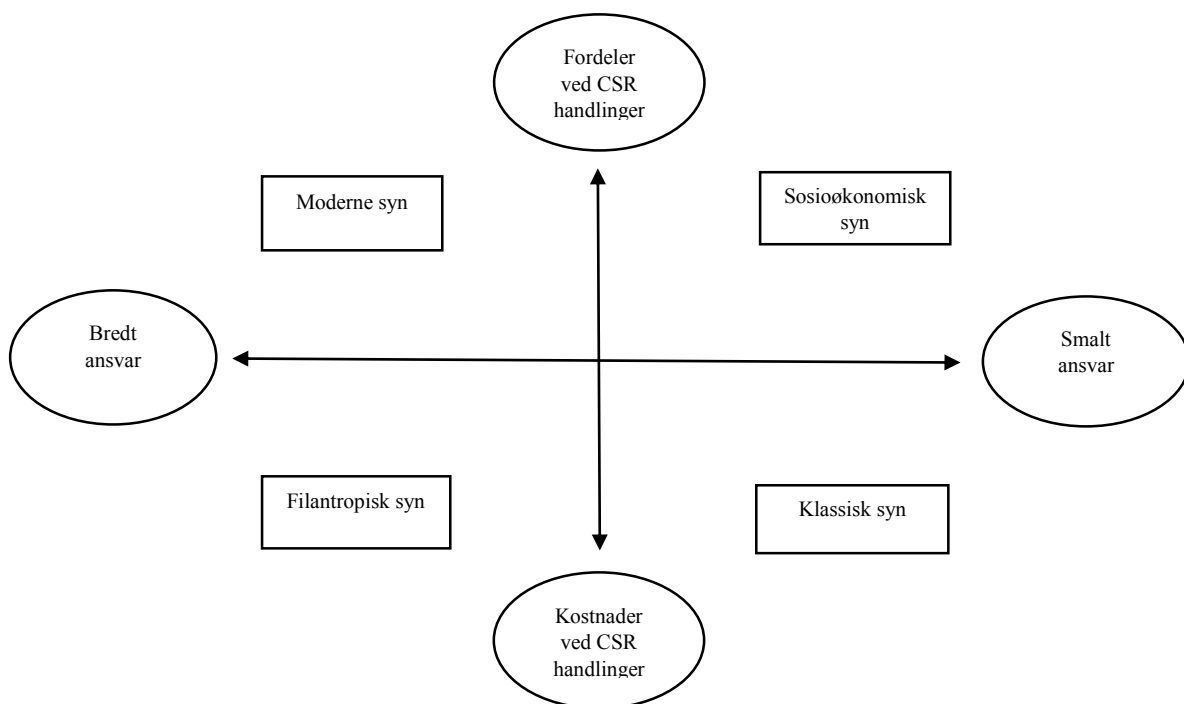 Fordeler
ved CSR
handlinger
Moderne syn
Sosioøkonomisk
syn
Bredt
ansvar
Smalt
ansvar
Filantropisk syn
Klassisk syn
Kostnader
ved CSR
handlinger